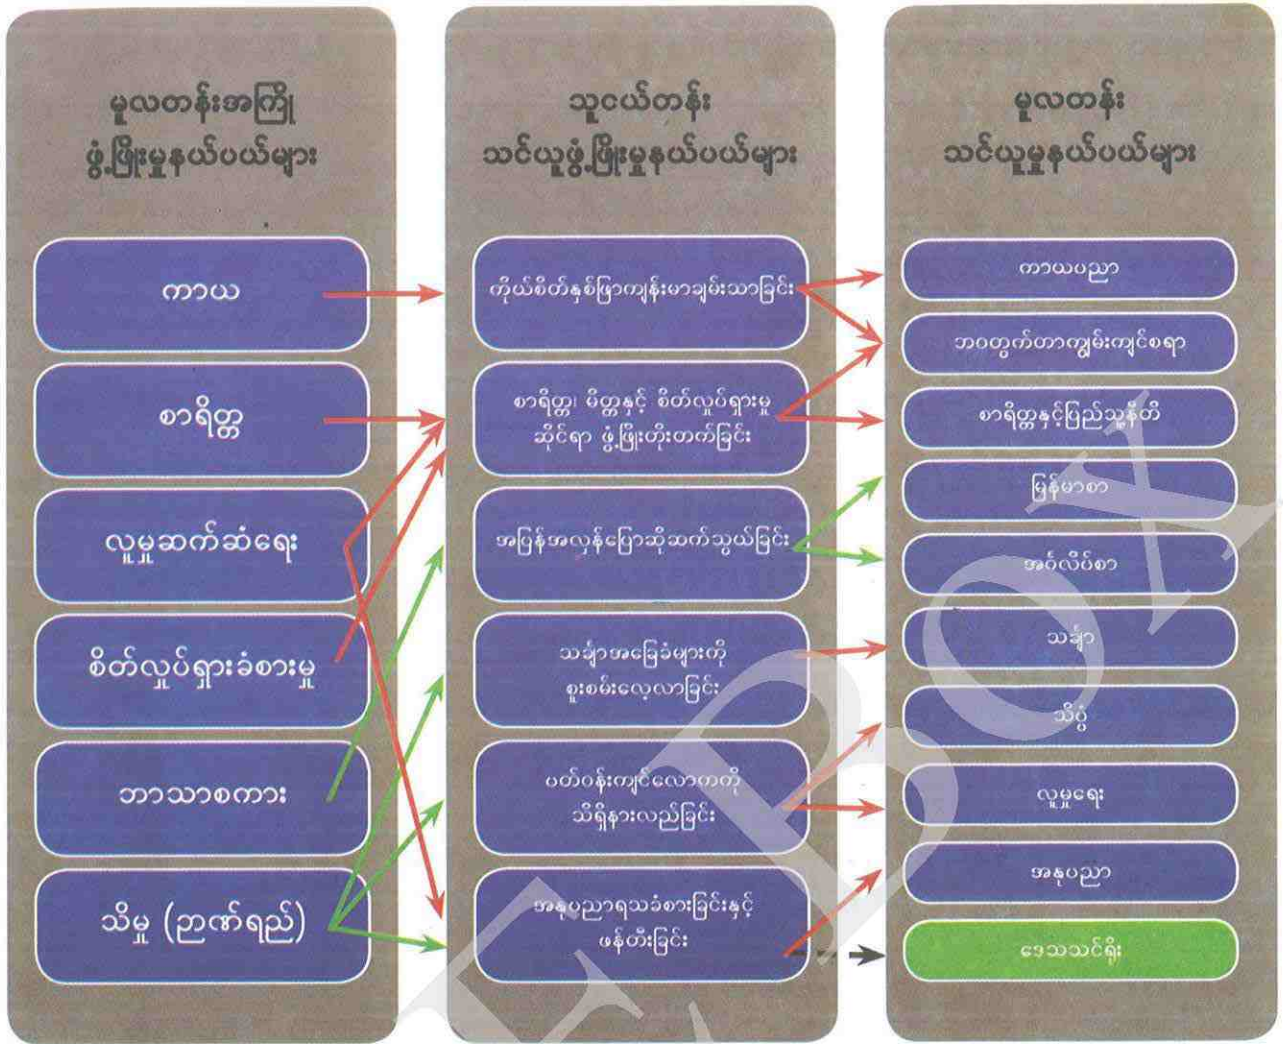 မူလတန်းအကြို
ဖွံ့ဖြိုးမှုနယ်ပယ်များ
ကာယ
စာရိတ္တ
လူမှုဆက်ဆံရေး
စိတ်လှုပ်ရှားခံစားမှု
ဘာသာစကား
သိမှု (ဉာဏ်ရည်)
သူငယ်တန်း
သင်ယူဖွံ့ဖြိုးမှုနယ်ပယ်များ
ကိုယ်စိတ်နှစ်ဖြာကျန်းမာချမ်းသာခြင်း
စာရိတ္တ၊ မိတ္တနှင့် စိတ်လှုပ်ရှားမှု
ဆိုင်ရာ ဖွံ့ဖြိုးတိုးတက်ခြင်း
အပြန်အလှန်ပြောဆိုဆက်သွယ်ခြင်း
သင်္ချာအခြေခံများကို
စူးစမ်းလေ့လာခြင်း
ပတ်ဝန်းကျင်လောကကို
သိရှိနားလည်ခြင်း
အနုပညာရသခံစားခြင်းနှင့်
ဖန်တီးခြင်း
မူလတန်း
သင်ယူမှုနယ်ပယ်များ
ကာယပညာ
ဘဝတွက်တာကျွမ်းကျင်စရာ
စာရိတ္တနှင့်ပြည်သူ့နီတိ
မြန်မာစာ
အင်္ဂလိပ်စာ
သင်္ချာ
သိပ္ပံ
လူမှုရေး
အနုပညာ
ဒေသသင်ရိုး
E BOX